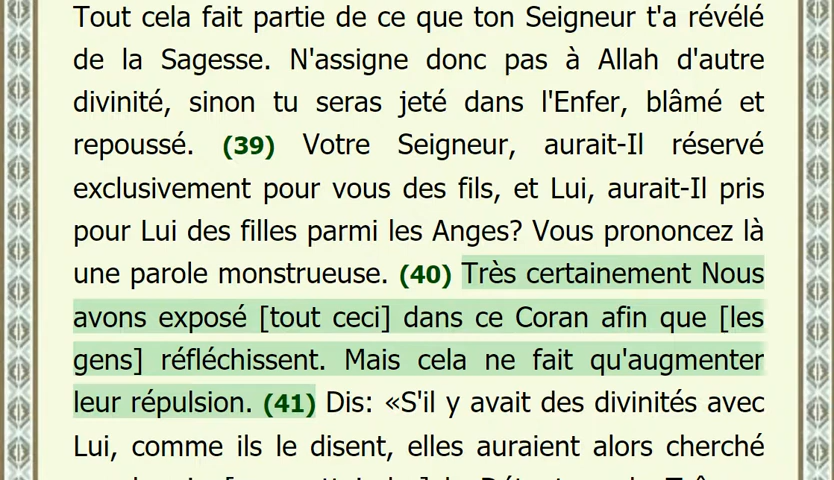 Tout cela fait partie de ce que ton Seigneur t'a révélé
de la Sagesse. N'assigne donc pas à Allah d'autre
divinité, sinon tu seras jeté dans l'Enfer, blâmé et
repoussé. (39) Votre Seigneur, aurait-Il réservé
exclusivement pour vous des fils, et Lui, aurait-Il pris
pour Lui des filles parmi les Anges? Vous prononcez là
une parole monstrueuse. (40) Très certainement Nous
avons exposé [tout ceci] dans ce Coran afin que [les
gens] réfléchissent. Mais cela ne fait qu'augmenter
leur répulsion. (41) Dis: «S'il y avait des divinités avec
Lui, comme ils le disent, elles auraient alors cherché